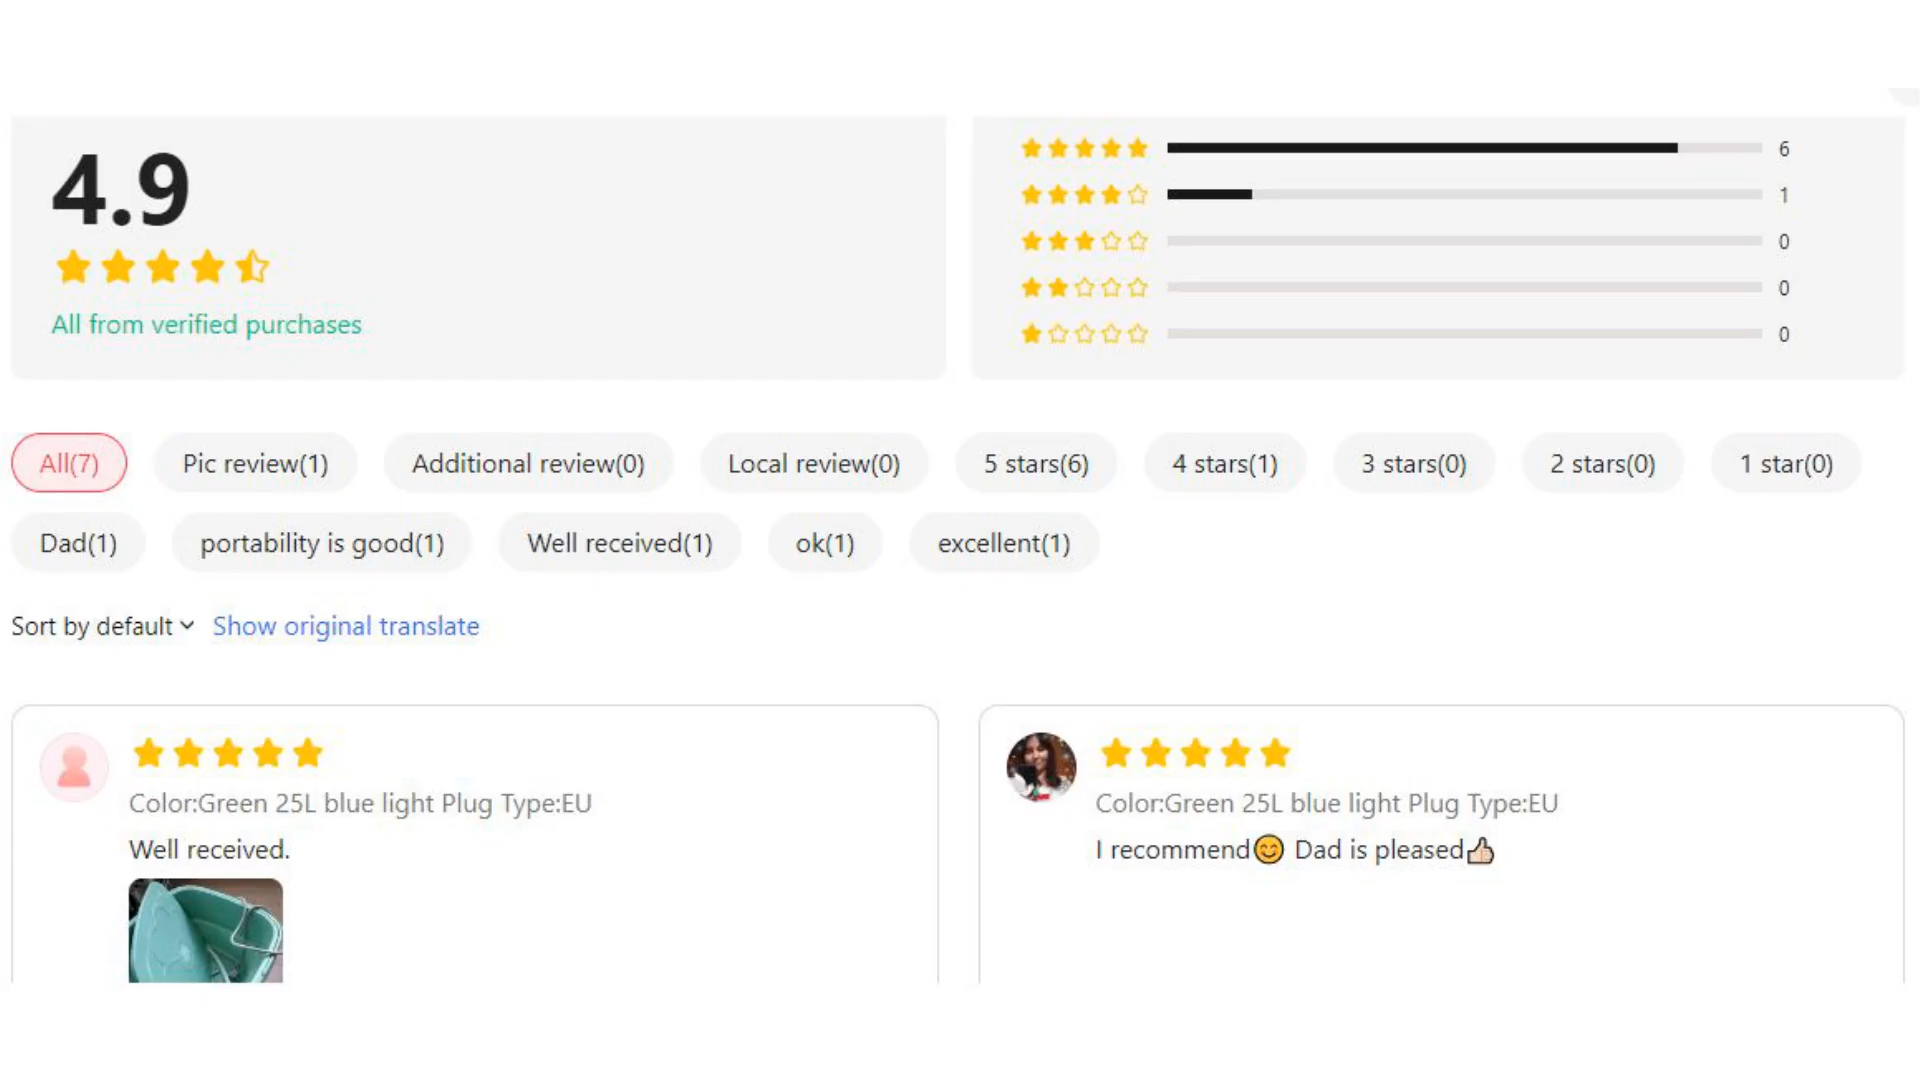 4.9
All from verified purchases
6
1
0
0
0
All(7) Pic review(1) Additional review(0) Local review(0) 5 stars(6) 4 stars(1) 3 stars(0) 2 stars(0) 1 star(0)
Dad(1) portability is good(1) Well received(1) ok(1) excellent(1)
Sort by default Show original translate
Color:Green 25L blue light Plug Type:EU
Well received.
Color:Green 25L blue light Plug Type:EU
I recommend😊 Dad is pleased👍🏻